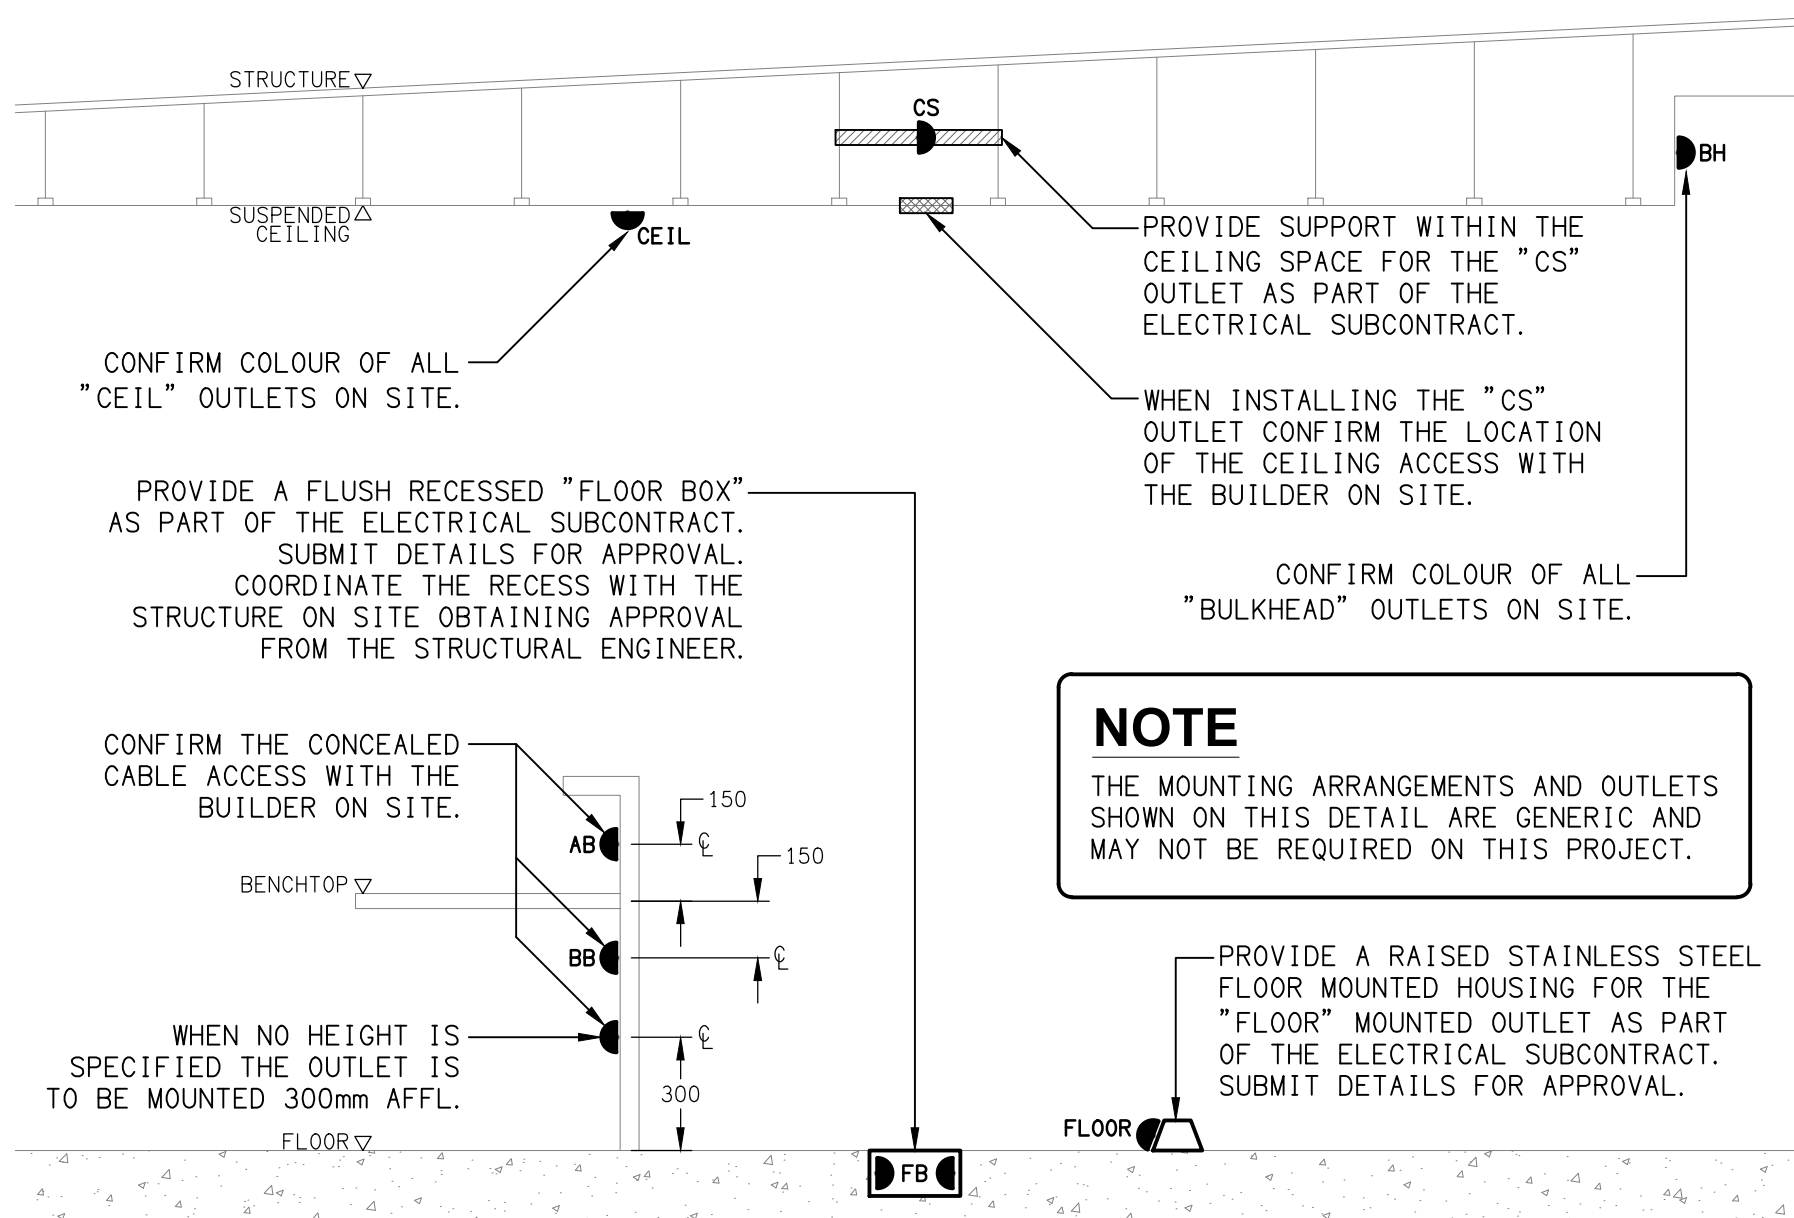 STRUCTURE
CS
BH
SUSPENDED
CEILING
CEIL
PROVIDE SUPPORT WITHIN THE
CEILING SPACE FOR THE "CS"
OUTLET AS PART OF THE
ELECTRICAL SUBCONTRACT.
CONFIRM COLOUR OF ALL
"CEIL" OUTLETS ON SITE.
WHEN INSTALLING THE "CS"
OUTLET CONFIRM THE LOCATION
OF THE CEILING ACCESS WITH
THE BUILDER ON SITE.
PROVIDE A FLUSH RECESSED "FLOOR BOX"
AS PART OF THE ELECTRICAL SUBCONTRACT.
SUBMIT DETAILS FOR APPROVAL.
COORDINATE THE RECESS WITH THE
STRUCTURE ON SITE OBTAINING APPROVAL
FROM THE STRUCTURAL ENGINEER.
CONFIRM COLOUR OF ALL
"BULKHEAD" OUTLETS ON SITE.
NOTE
THE MOUNTING ARRANGEMENTS AND OUTLETS
SHOWN ON THIS DETAIL ARE GENERIC AND
MAY NOT BE REQUIRED ON THIS PROJECT.
CONFIRM THE CONCEALED
CABLE ACCESS WITH THE
BUILDER ON SITE.
150
AB
℄
150
BENCHTOP
BB
℄
WHEN NO HEIGHT IS
SPECIFIED THE OUTLET IS
TO BE MOUNTED 300mm AFFL.
℄
300
PROVIDE A RAISED STAINLESS STEEL
FLOOR MOUNTED HOUSING FOR THE
"FLOOR" MOUNTED OUTLET AS PART
OF THE ELECTRICAL SUBCONTRACT.
SUBMIT DETAILS FOR APPROVAL.
FLOOR
FLOOR
FB